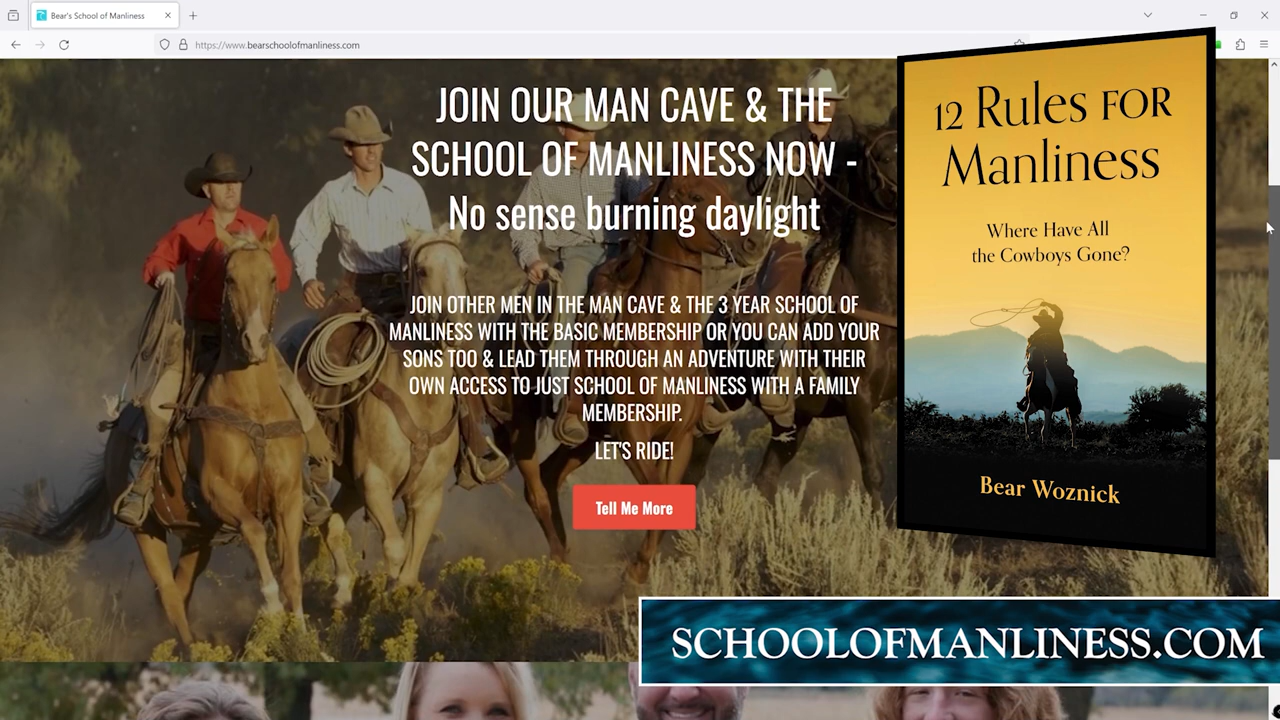 Bear's School of Manliness
https://www.bearschoolofmanliness.com
JOIN OUR MAN CAVE & THE
SCHOOL OF MANLINESS NOW -
No sense burning daylight
JOIN OTHER MEN IN THE MAN CAVE & THE 3 YEAR SCHOOL OF
MANLINESS WITH THE BASIC MEMBERSHIP OR YOU CAN ADD YOUR
SONS TOO & LEAD THEM THROUGH AN ADVENTURE WITH THEIR
OWN ACCESS TO JUST SCHOOL OF MANLINESS WITH A FAMILY
MEMBERSHIP.
LET'S RIDE!
Tell Me More
12 Rules FOR
Manliness
Where Have All
the Cowboys Gone?
Bear Woznick
SCHOOLOFMANLINESS.COM